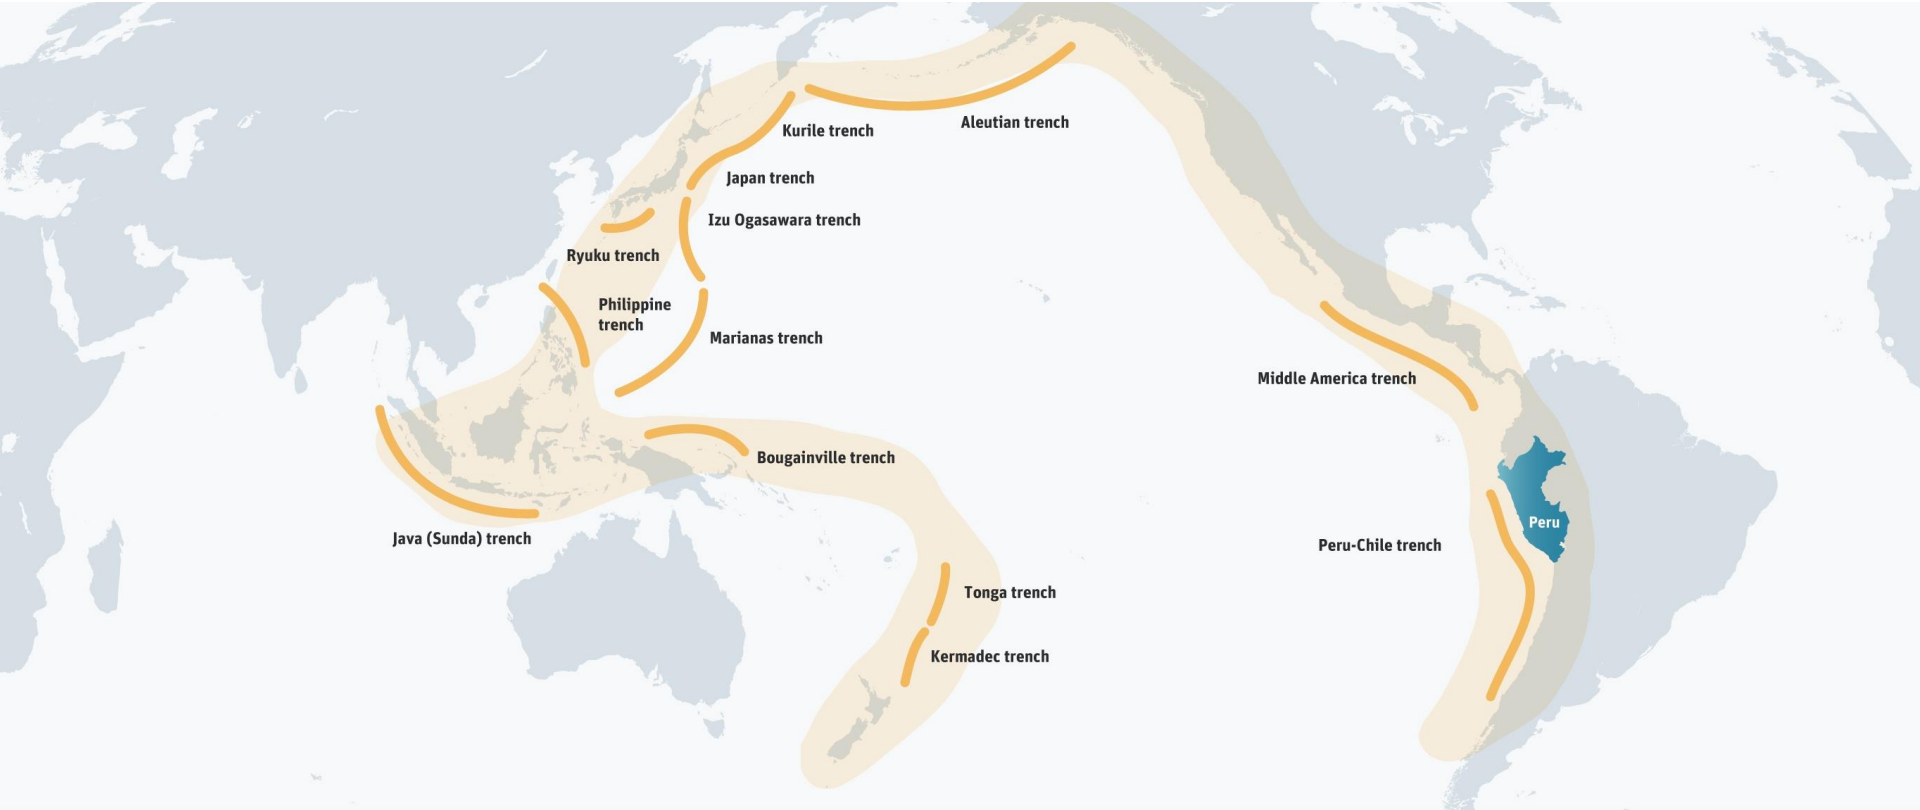 Aleutian trench
Kurile trench
Japan trench
Izu Ogasawara trench
Ryuku trench
Philippine
trench
Marianas trench
Middle America trench
Bougainville trench
Peru
Java (Sunda) trench
Peru-Chile trench
Tonga trench
Kermadec trench